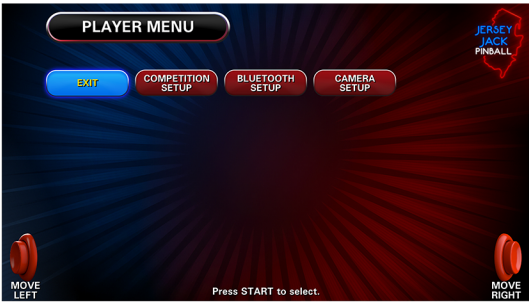 PLAYER MENU
JERSEY
JACK
PINBALL
EXIT
COMPETITION
SETUP
BLUETOOTH
SETUP
CAMERA
SETUP
MOVE
LEFT
Press START to select.
MOVE
RIGHT